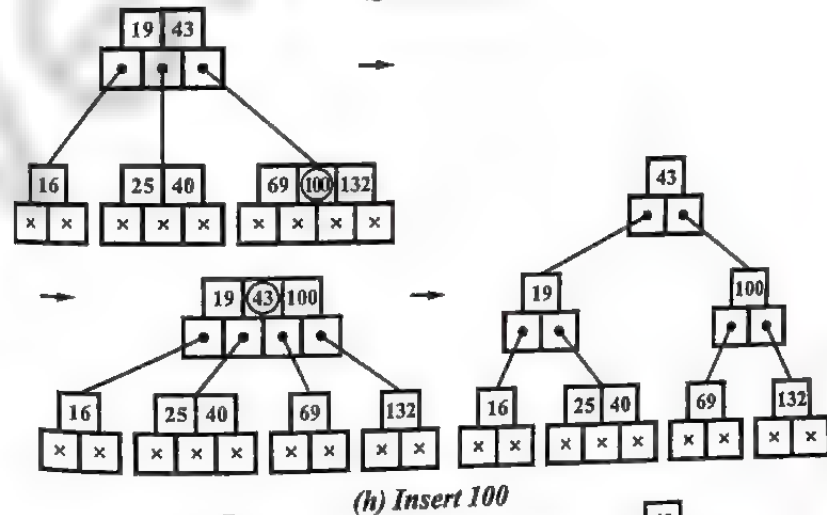 19 43
16 25 40 69 100 132
× × × × × × × × ×
43
19 43 100
19 100
16 25 40 69 132
× × × × × × × × ×
16 25 40 69 132
× × × × × × × × ×
(h) Insert 100